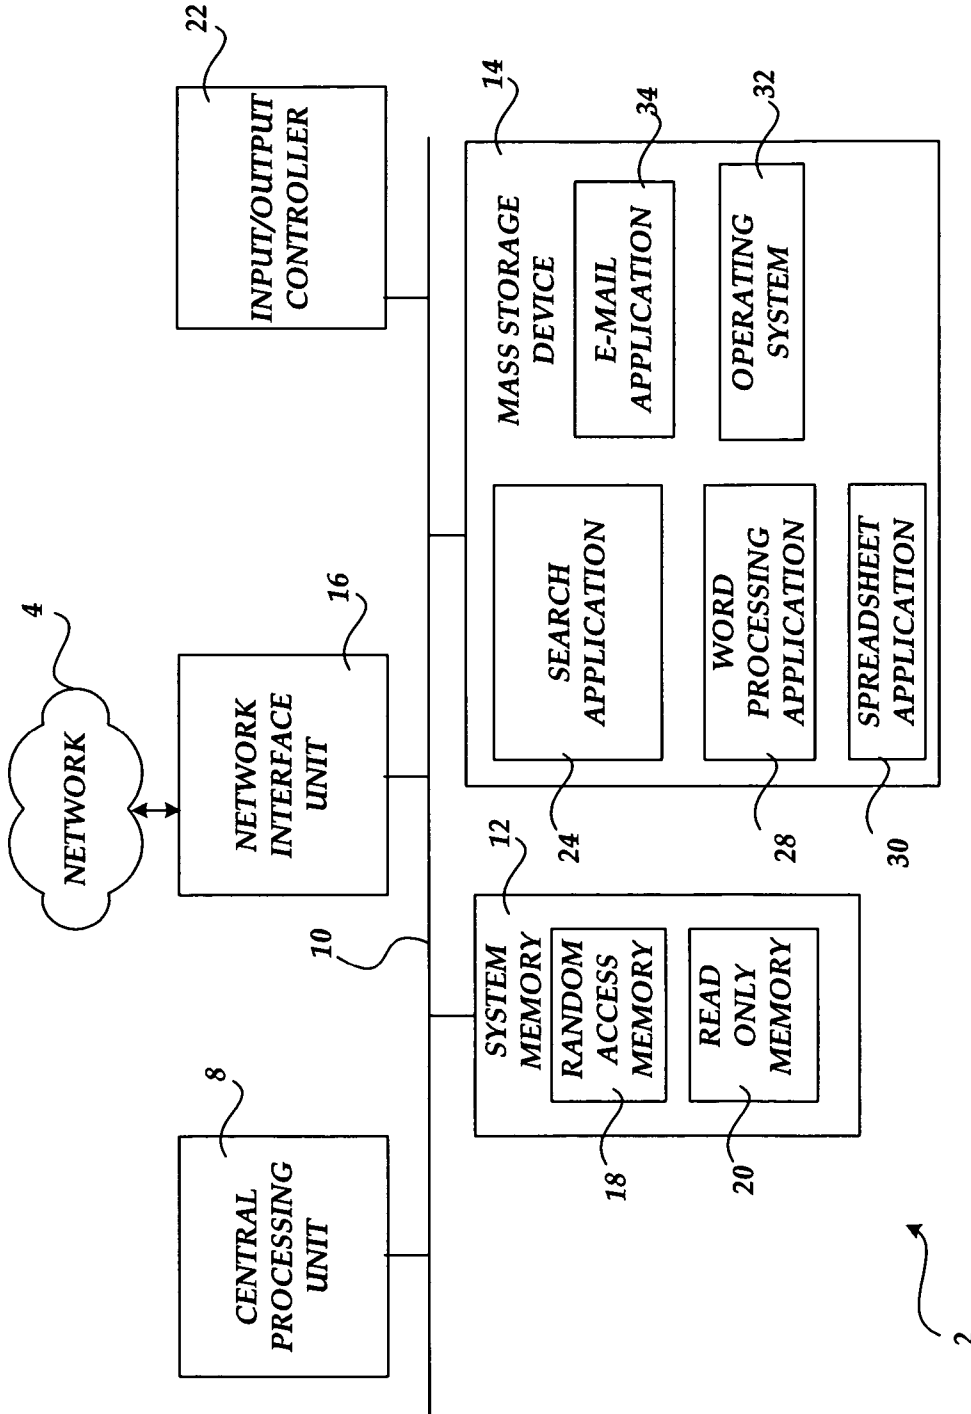 4
NETWORK
8
CENTRAL
PROCESSING
UNIT
16
NETWORK
INTERFACE
UNIT
22
INPUT/OUTPUT
CONTROLLER
10
12
SYSTEM
MEMORY
RANDOM
ACCESS
MEMORY
18
READ
ONLY
MEMORY
20
14
MASS STORAGE
DEVICE
SEARCH
APPLICATION
24
E-MAIL
APPLICATION
34
WORD
PROCESSING
APPLICATION
28
OPERATING
SYSTEM
32
SPREADSHEET
APPLICATION
30
2